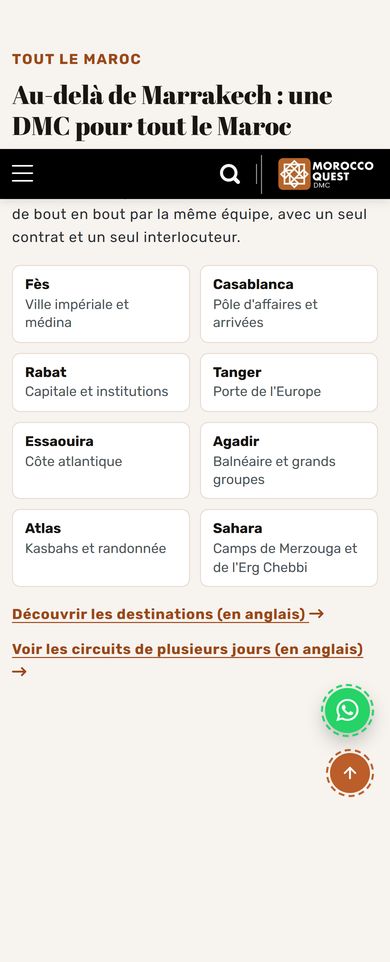 TOUT LE MAROC
Au-delà de Marrakech : une
DMC pour tout le Maroc
MOROCCO
QUEST
DMC
de bout en bout par la même équipe, avec un seul
contrat et un seul interlocuteur.
Fès
Ville impériale et
médina
Casablanca
Pôle d'affaires et
arrivées
Rabat
Capitale et institutions
Tanger
Porte de l'Europe
Essaouira
Côte atlantique
Agadir
Balnéaire et grands
groupes
Atlas
Kasbahs et randonnée
Sahara
Camps de Merzouga et
de l'Erg Chebbi
Découvrir les destinations (en anglais) →
Voir les circuits de plusieurs jours (en anglais)
→